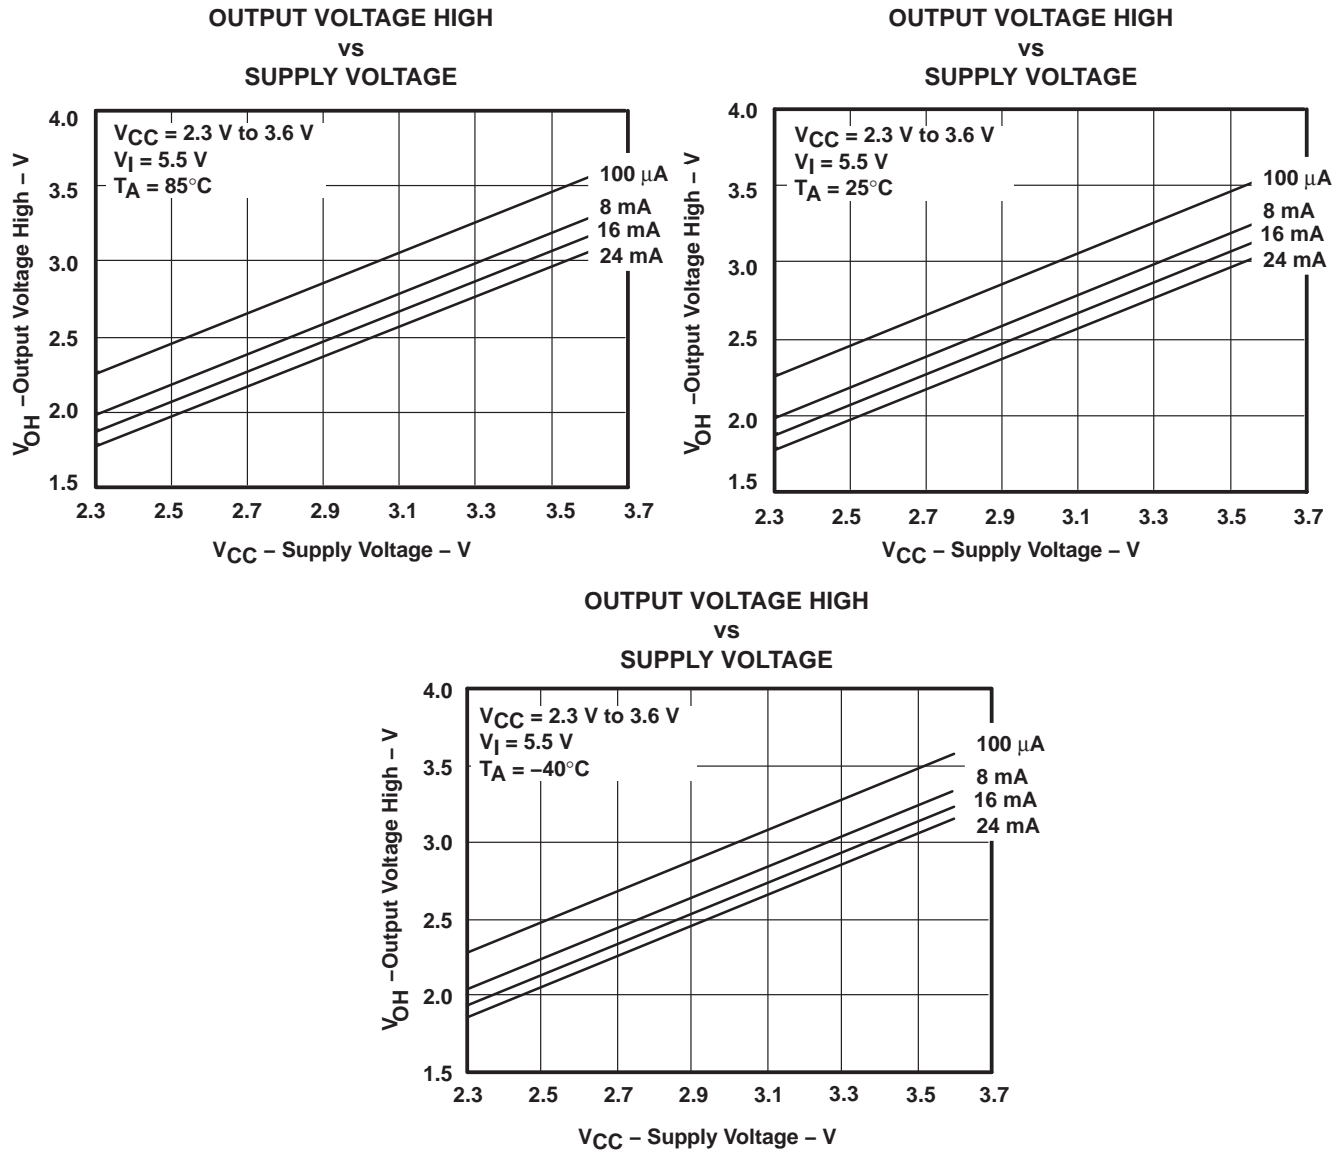 OUTPUT VOLTAGE HIGH
vs
SUPPLY VOLTAGE
4.0
3.5
3.0
2.5
2.0
1.5
VOH –Output Voltage High – V
VCC = 2.3 V to 3.6 V
VI = 5.5 V
TA = 85°C
100 μA
8 mA
16 mA
24 mA
2.3 2.5 2.7 2.9 3.1 3.3 3.5 3.7
VCC – Supply Voltage – V
OUTPUT VOLTAGE HIGH
vs
SUPPLY VOLTAGE
4.0
3.5
3.0
2.5
2.0
1.5
VOH –Output Voltage High – V
VCC = 2.3 V to 3.6 V
VI = 5.5 V
TA = 25°C
100 μA
8 mA
16 mA
24 mA
2.3 2.5 2.7 2.9 3.1 3.3 3.5 3.7
VCC – Supply Voltage – V
OUTPUT VOLTAGE HIGH
vs
SUPPLY VOLTAGE
4.0
3.5
3.0
2.5
2.0
1.5
VOH –Output Voltage High – V
VCC = 2.3 V to 3.6 V
VI = 5.5 V
TA = –40°C
100 μA
8 mA
16 mA
24 mA
2.3 2.5 2.7 2.9 3.1 3.3 3.5 3.7
VCC – Supply Voltage – V